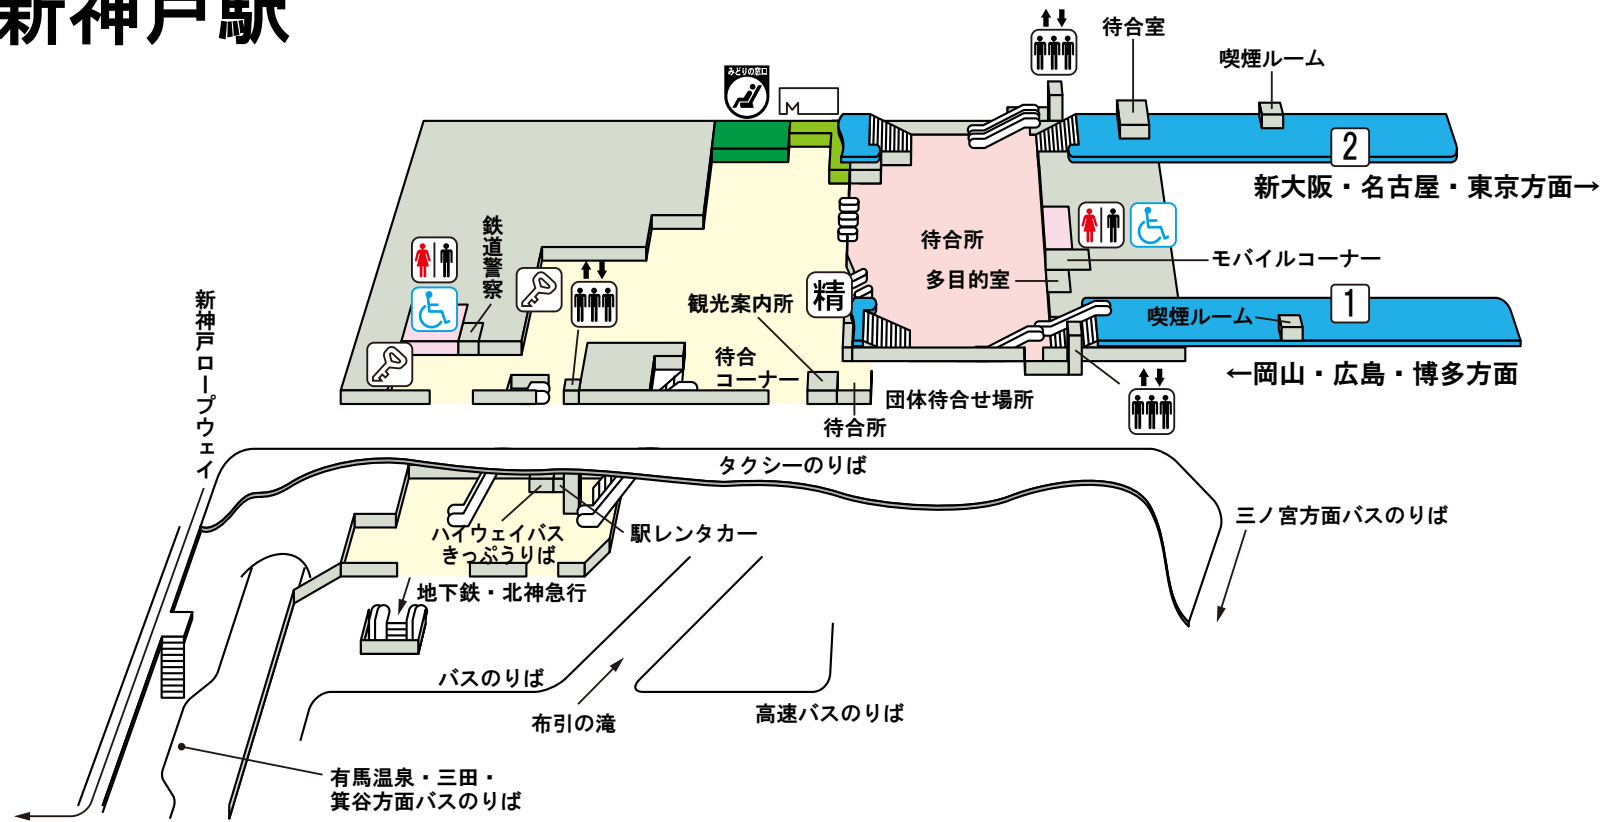 新神戸駅
みどりの窓口
M
待合室
喫煙ルーム
2
新大阪・名古屋・東京方面→
鉄道警察
待合所
モバイルコーナー
多目的室
観光案内所
精
新神戸ロープウェイ
喫煙ルーム
1
待合
コーナー
←岡山・広島・博多方面
団体待合せ場所
待合所
タクシーのりば
三ノ宮方面バスのりば
ハイウェイバス
きっぷうりば
駅レンタカー
地下鉄・北神急行
バスのりば
布引の滝
高速バスのりば
有馬温泉・三田・
箕谷方面バスのりば